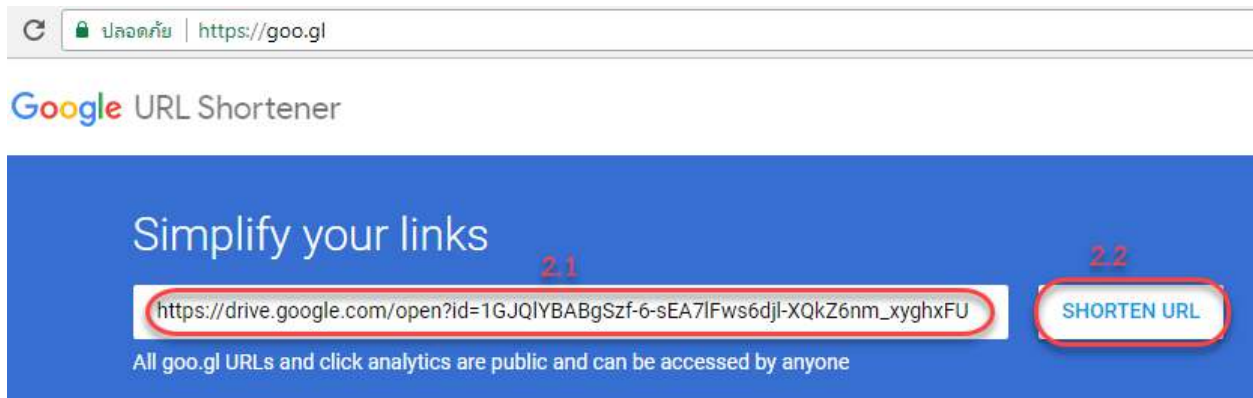 ปลอดภัย | https://goo.gl
Google URL Shortener
Simplify your links
2.1
2.2
https://drive.google.com/open?id=1GJQlYBABgSzf-6-sEA7lFws6djl-XQkZ6nm_xyghxFU
SHORTEN URL
All goo.gl URLs and click analytics are public and can be accessed by anyone